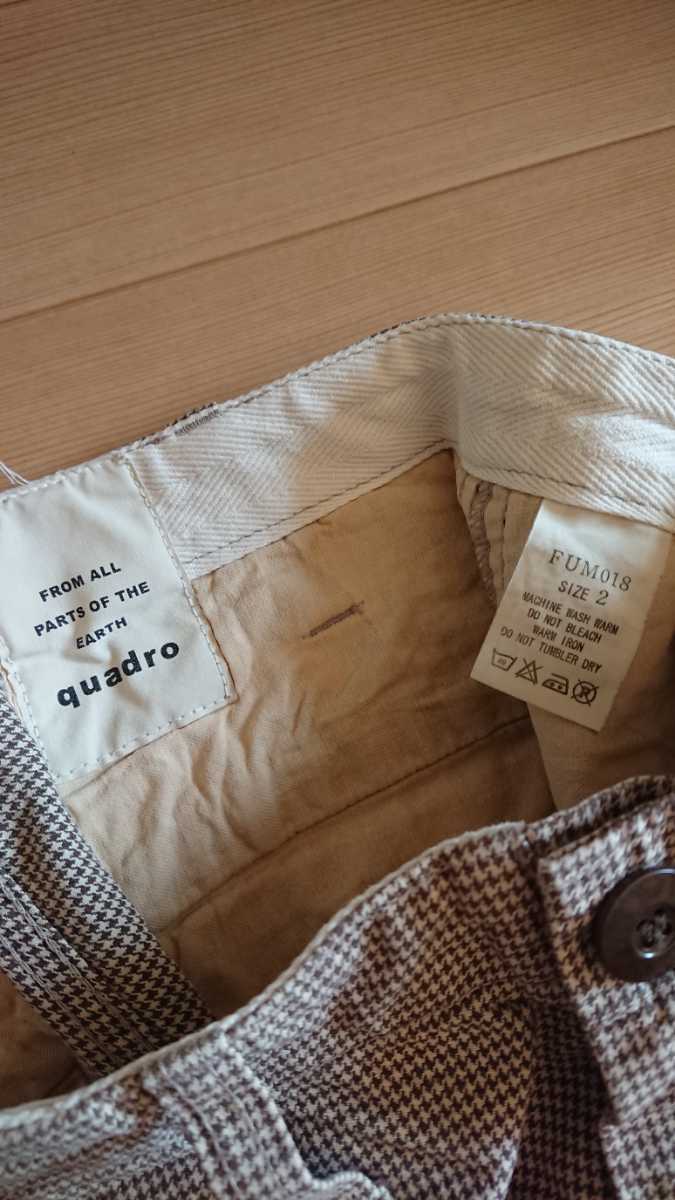 FROM ALL
PARTS OF THE
EARTH
quadro
FUM018
SIZE 2
MACHINE WASH WARM
DO NOT BLEACH
WARM IRON
DO NOT TUMBLER DRY